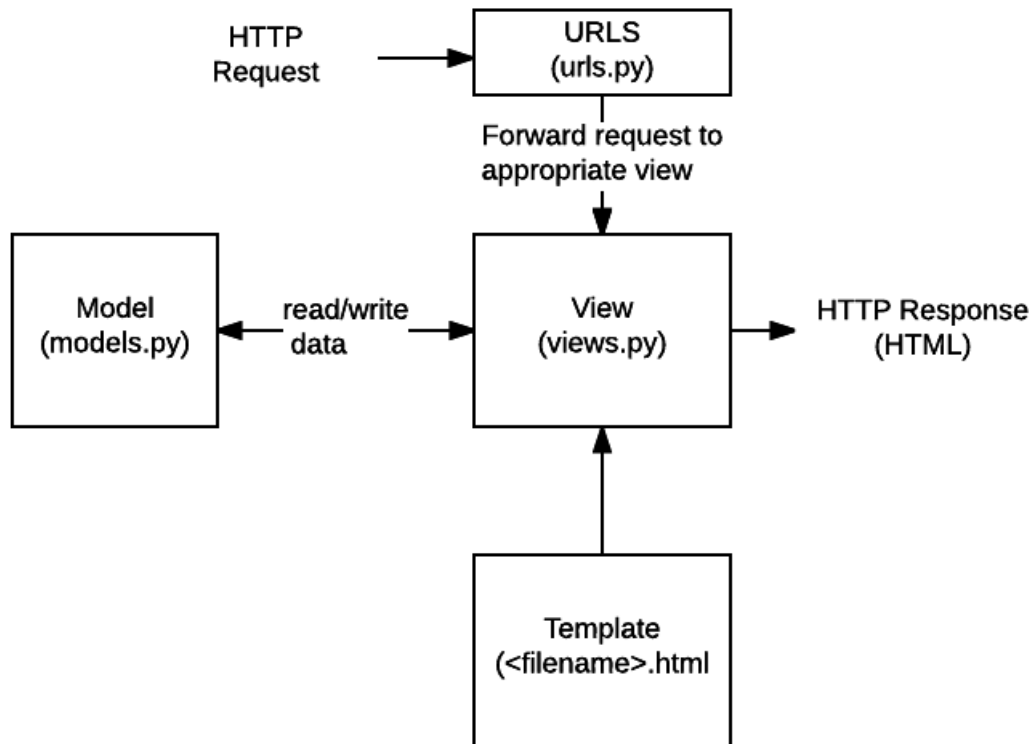 HTTP
Request
URLS
(urls.py)
Forward request to
appropriate view
Model
(models.py)
read/write
data
View
(views.py)
HTTP Response
(HTML)
Template
(<filename>.html